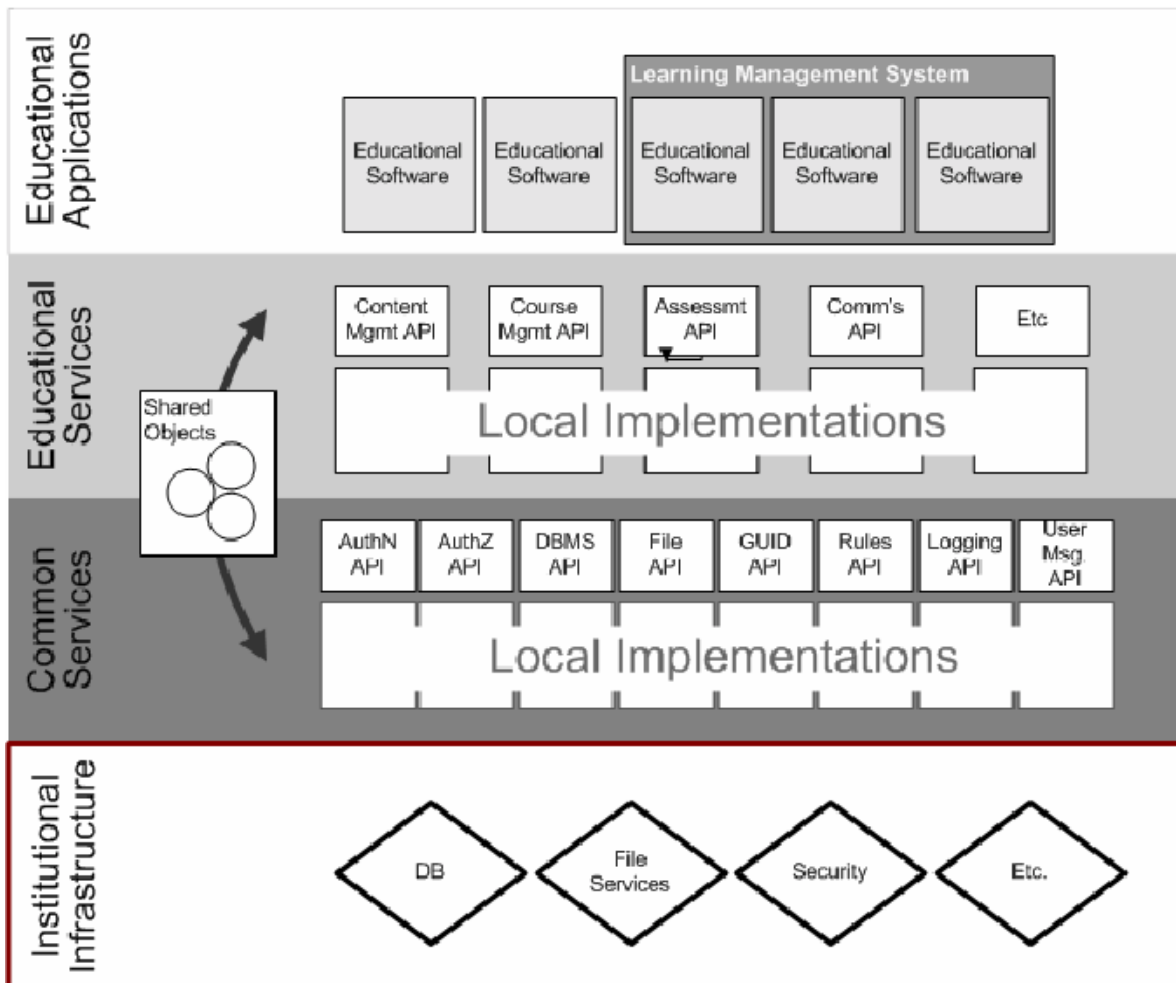 Educational
Applications
Learning Management System
Educational
Software
Educational
Software
Educational
Software
Educational
Software
Educational
Software
Educational
Services
Content
Mgmt API
Course
Mgmt API
Assessmt
API
Comm's
API
Etc
Shared
Objects
Local Implementations
Common
Services
AuthN
API
AuthZ
API
DBMS
API
File
API
GUID
API
Rules
API
Logging
API
User
Msg.
API
Local Implementations
Institutional
Infrastructure
DB
File
Services
Security
Etc.